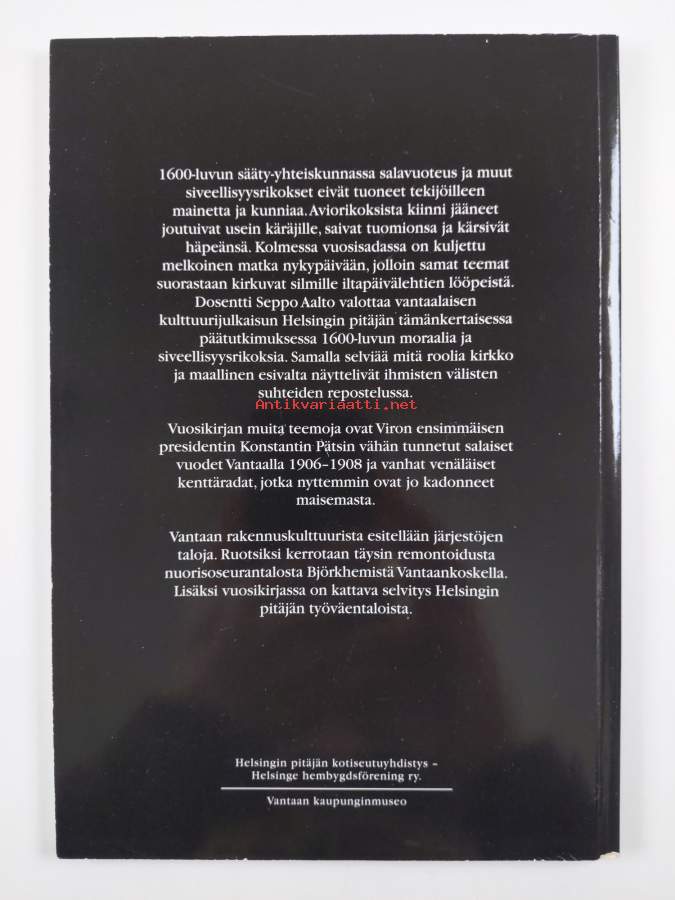 1600-luvun sääty-yhteiskunnassa salavuoteus ja muut
siveellisyysrikokset eivät tuoneet tekijöilleen
mainetta ja kunniaa. Aviorikoksista kiinni jääneet
joutuivat usein käräjille, saivat tuomionsa ja kärsivät
häpeänsä. Kolmessa vuosisadassa on kuljettu
melkoinen matka nykypäivään, jolloin samat teemat
suorastaan kirkuvat silmille iltapäivälehtien lööpeistä.
Dosentti Seppo Aalto valottaa vantaalaisen
kulttuurijulkaisun Helsingin pitäjän tämänkertaisessa
päätutkimuksessa 1600-luvun moraalia ja
siveellisyysrikoksia. Samalla selviää mitä roolia kirkko
ja maallinen esivalta näyttelivät ihmisten välisten
suhteiden repostelussa.
Antikvariaatti.net
Vuosikirjan muita teemoja ovat Viron ensimmäisen
presidentin Konstantin Pätsin vähän tunnetut salaiset
vuodet Vantaalla 1906–1908 ja vanhat venäläiset
kenttäradat, jotka nyttemmin ovat jo kadonneet
maisemasta.
Vantaan rakennuskulttuurista esitellään järjestöjen
taloja. Ruotsiksi kerrotaan täysin remontoidusta
nuorisoseurantalosta Björkhemistä Vantaankoskella.
Lisäksi vuosikirjassa on kattava selvitys Helsingin
pitäjän työväentaloista.
Helsingin pitäjän kotiseutuyhdistys –
Helsinge hembygdsförening ry.
Vantaan kaupunginmuseo